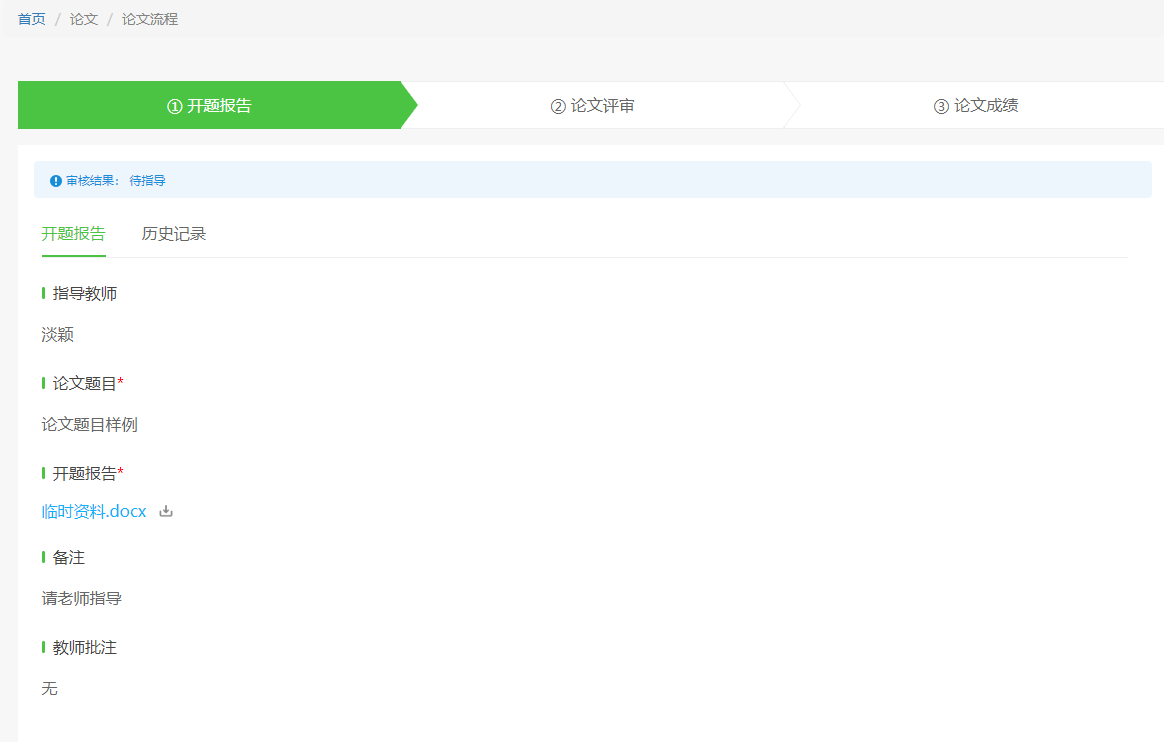 首页 / 论文 / 论文流程
① 开题报告 ② 论文评审 ③ 论文成绩
审核结果： 待指导
开题报告 历史记录
指导教师
淡颖
论文题目*
论文题目样例
开题报告*
临时资料.docx
备注
请老师指导
教师批注
无